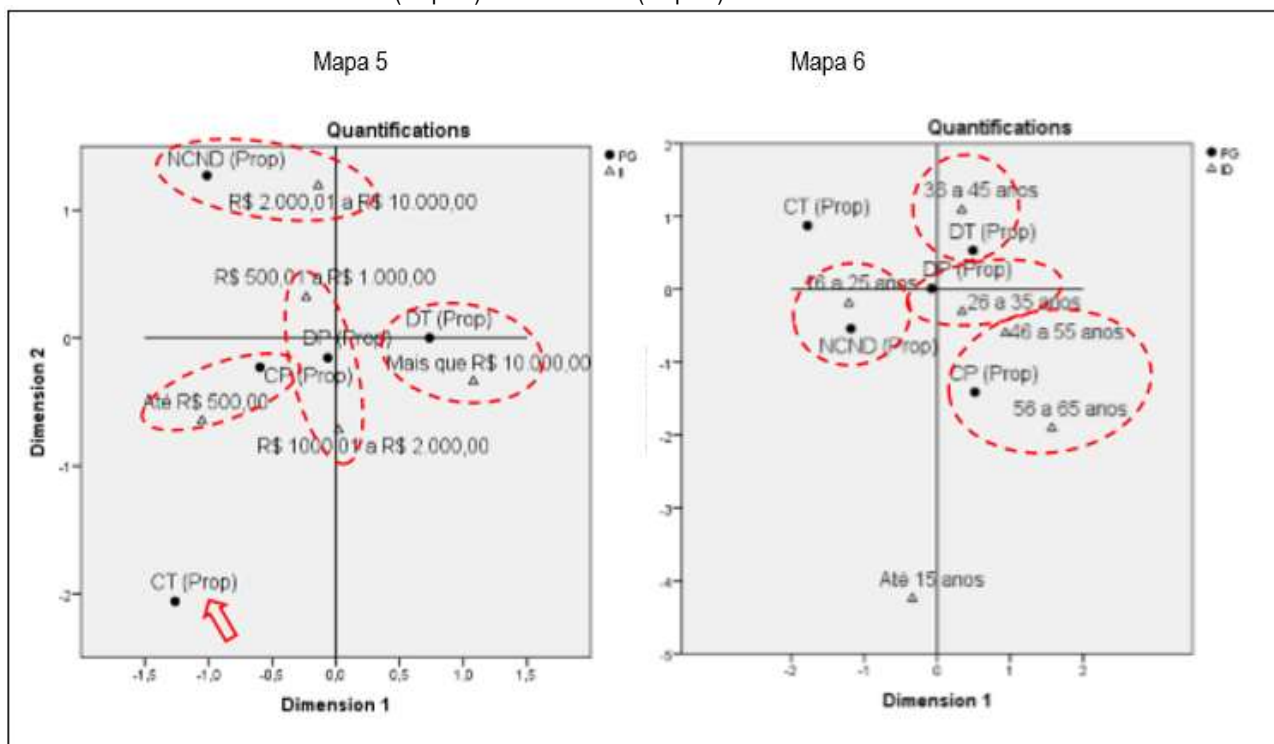 Mapa 5
Mapa 6
Quantifications
PG
NCND (Prop)
R$ 2.000,01 a R$ 10.000,00
R$ 500,01 a R$ 1.000,00
DT (Prop)
DP (Prop)
Mais que R$ 10.000,00
CP (Prop)
Até R$ 500,00
R$ 1000,01 a R$ 2.000,00
CT (Prop)
Dimension 2
1
0
-1
-2
-1,5
-1,0
-0,5
0,0
0,5
1,0
1,5
Dimension 1
Quantifications
PG
ID
36 a 45 anos
CT (Prop)
DT (Prop)
DP (Prop)
16 a 25 anos
26 a 35 anos
46 a 55 anos
NCND (Prop)
CP (Prop)
56 a 65 anos
Até 15 anos
2
1
0
-1
-2
-3
-4
-5
-2
-1
0
1
2
Dimension 1